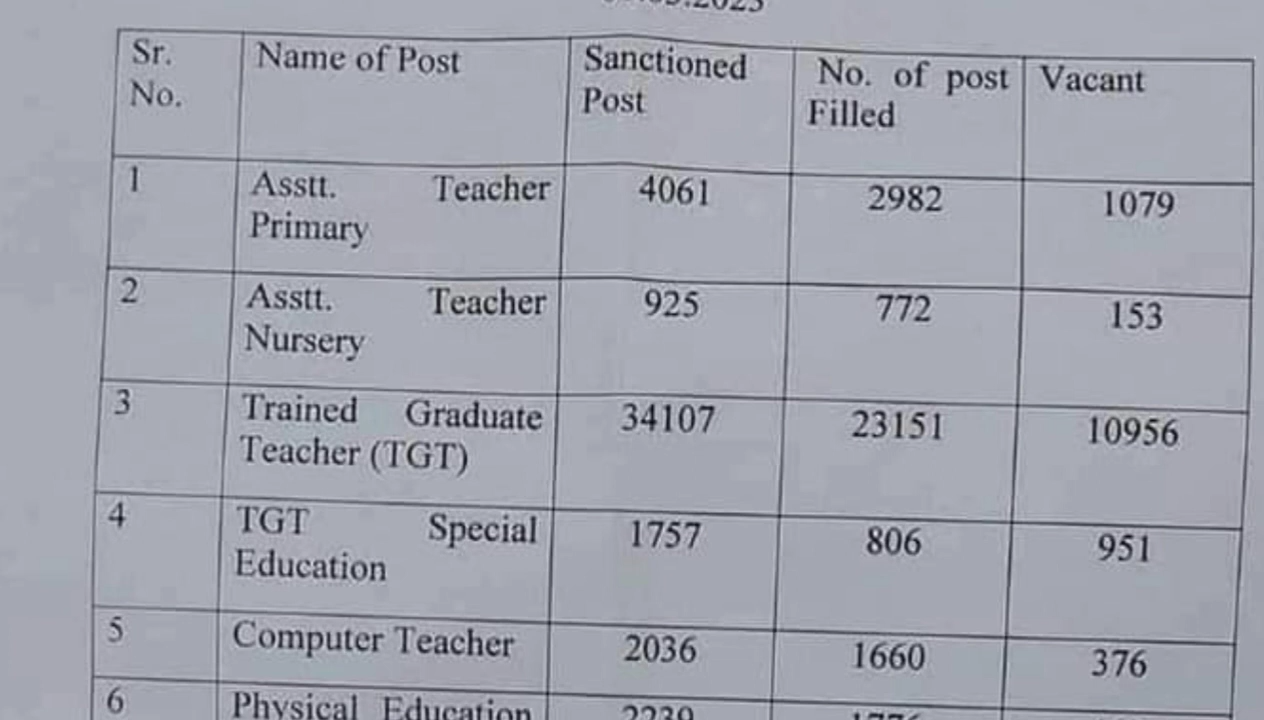 Sr. No. Name of Post Sanctioned Post No. of post Filled Vacant
1 Asstt. Teacher Primary 4061 2982 1079
2 Asstt. Teacher Nursery 925 772 153
3 Trained Graduate Teacher (TGT) 34107 23151 10956
4 TGT Special Education 1757 806 951
5 Computer Teacher 2036 1660 376
6 Physical Education